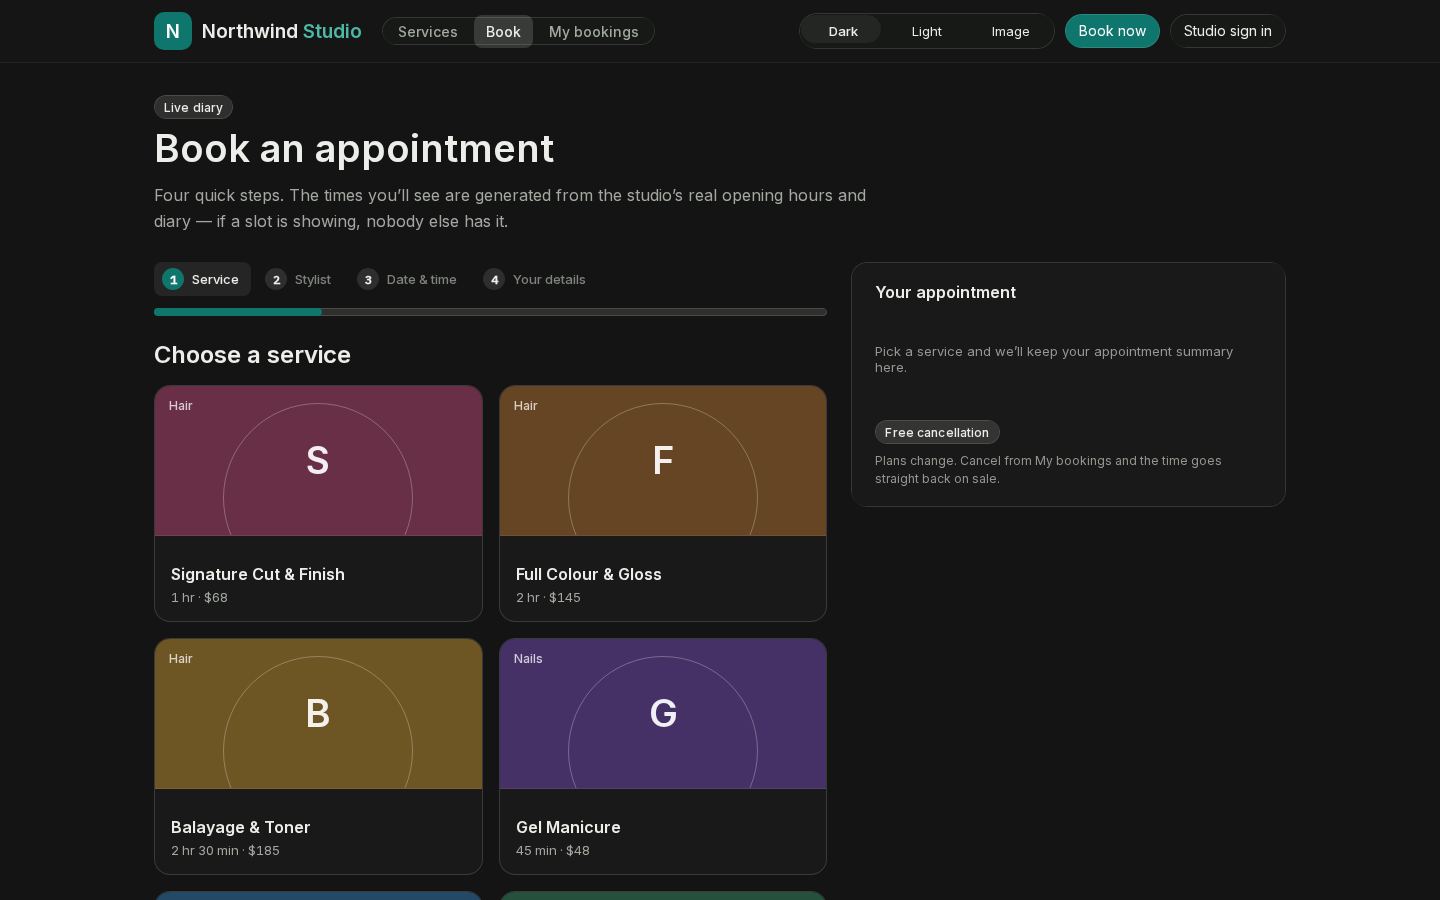 N Northwind Studio
Services
Book
My bookings
Dark
Light
Image
Book now
Studio sign in
Live diary
Book an appointment
Four quick steps. The times you’ll see are generated from the studio’s real opening hours and
diary — if a slot is showing, nobody else has it.
1 Service
2 Stylist
3 Date & time
4 Your details
Choose a service
Hair
S
Signature Cut & Finish
1 hr · $68
Hair
F
Full Colour & Gloss
2 hr · $145
Hair
B
Balayage & Toner
2 hr 30 min · $185
Nails
G
Gel Manicure
45 min · $48
Your appointment
Pick a service and we’ll keep your appointment summary
here.
Free cancellation
Plans change. Cancel from My bookings and the time goes
straight back on sale.